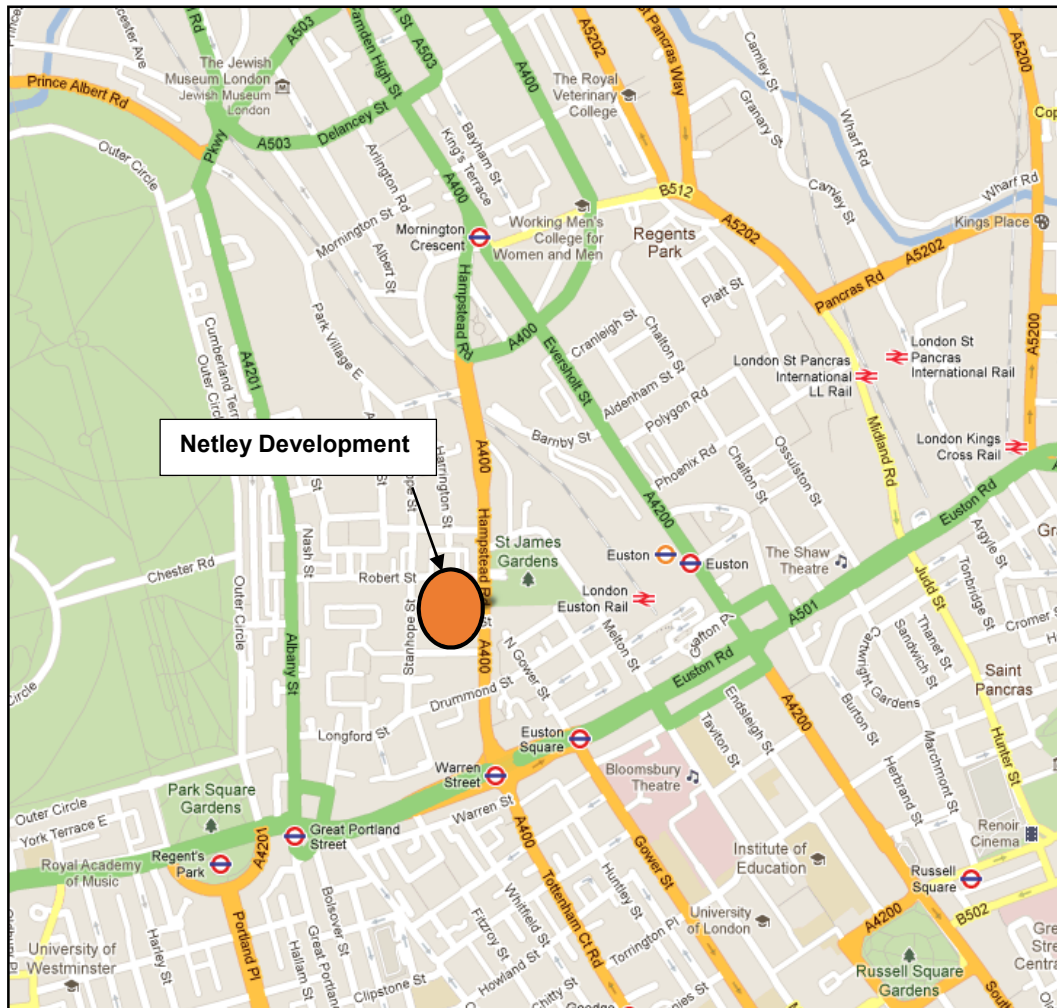 A503
A503
Camden High St
A400
A5202
St Pancras Way
Camley St
A5200
The Jewish
Museum London
Jewish Museum
London
Prince Albert Rd
The Royal
Veterinary
College
Granary St
Wharf Rd
Delancey St
A503
Outer Circle
Pkwy
Arlington Rd
King's Terrace
Bayham St
A400
B512
Camley St
Wharf Rd
Kings Place
Mornington St
Mornington
Crescent
Working Men's
College for
Women and Men
Regents
Park
A5202
A5202
Albert St
Hampstead Rd
Platt St
Pancras Rd
A5200
Cumberland Terr
Outer Circle
A4201
Park Village E
A400
Eversholt St
Cranleigh St
Chalton St
London St
Pancras
International Rail
London St Pancras
International
LL Rail
Aldenham St
Polygon Rd
Midland Rd
London Kings
Cross Rail
Netley Development
Harrington St
A400
Barnby St
Phoenix Rd
Chalton St
Ossulston St
Euston Rd
Argyle St
Nash St
Hampstead Rd
St James
Gardens
A4200
Euston
Euston
The Shaw
Theatre
Chester Rd
Robert St
London
Euston Rail
A501
Judd St
Tonbridge St
Cromer St
Outer Circle
Circle
Albany St
Stanhope St
A400
N Gower St
Melton St
Grafton Pl
Euston Rd
Thanet St
Sandwich St
Cartwright Gardens
Saint
Pancras
Drummond St
Longford St
Euston
Square
Endsleigh St
Taviton St
A4200
Burton St
Marchmont St
Hunter St
Warren
Street
Bloomsbury
Theatre
Herbrand St
Outer Circle
York Terrace E
Park Square
Gardens
Great Portland
Street
Warren St
A400
Gower St
Renoir
Cinema
Royal Academy
of Music
Regent's
Park
A4201
Institute of
Education
Russell
Square
Tottenham Ct Rd
Huntley St
University
of London
A4200
B502
University of
Westminster
Harley St
Portland Pl
Hallam St
Great Portland
Bolsover St
Clipstone St
Fitzroy St
Whitfield St
Howland St
Torrington Pl
Russell Square
Gardens